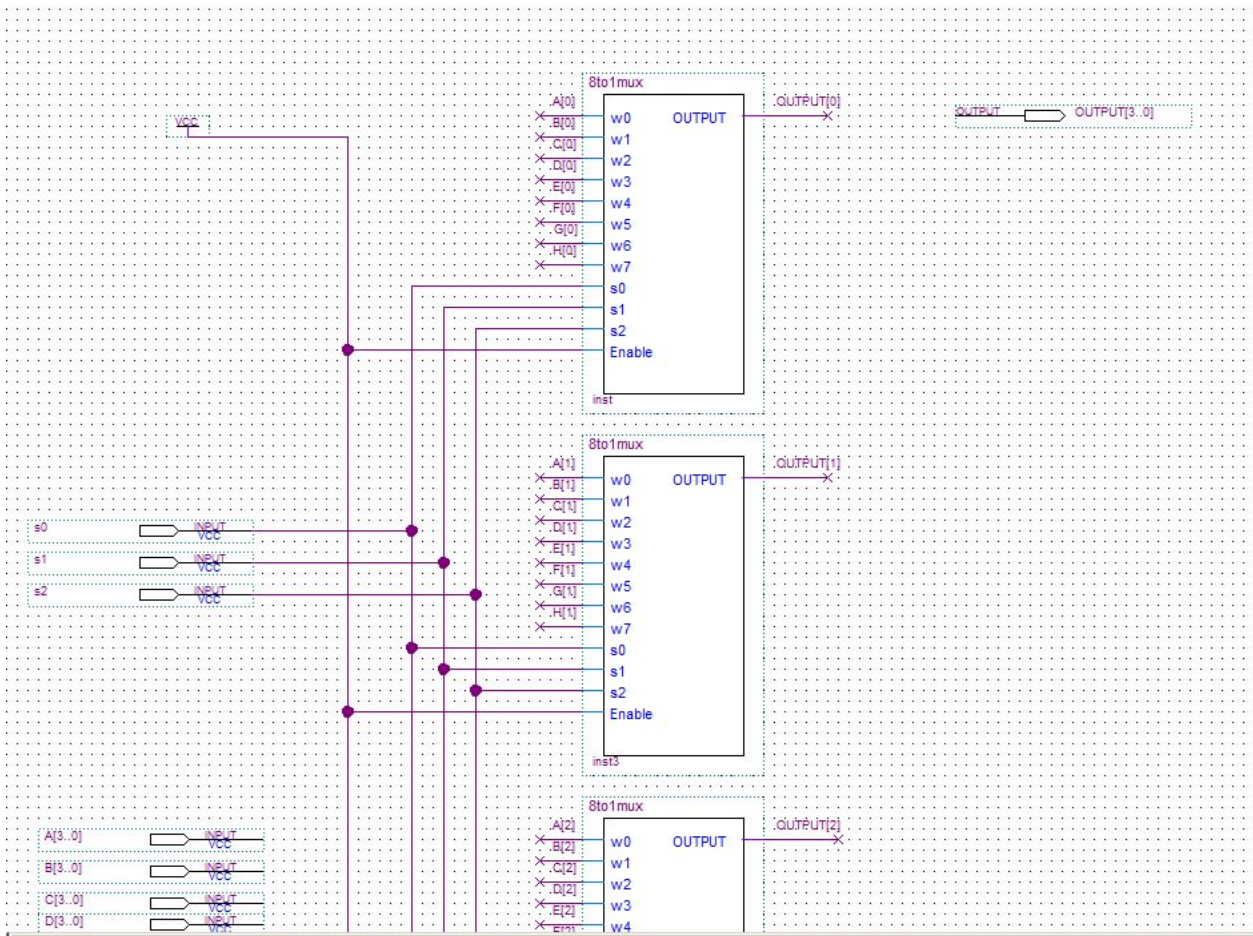 VCC
8to1mux
A[0]
B[0]
C[0]
D[0]
E[0]
F[0]
G[0]
H[0]
w0
w1
w2
w3
w4
w5
w6
w7
s0
s1
s2
Enable
OUTPUT
OUTPUT[0]
inst
OUTPUT
OUTPUT[3..0]
8to1mux
A[1]
B[1]
C[1]
D[1]
E[1]
F[1]
G[1]
H[1]
w0
w1
w2
w3
w4
w5
w6
w7
s0
s1
s2
Enable
OUTPUT
OUTPUT[1]
inst3
s0
INPUT
VCC
s1
INPUT
VCC
s2
INPUT
VCC
8to1mux
A[2]
B[2]
C[2]
D[2]
E[2]
F[2]
w0
w1
w2
w3
w4
OUTPUT
OUTPUT[2]
A[3..0]
INPUT
VCC
B[3..0]
INPUT
VCC
C[3..0]
INPUT
VCC
D[3..0]
INPUT
VCC